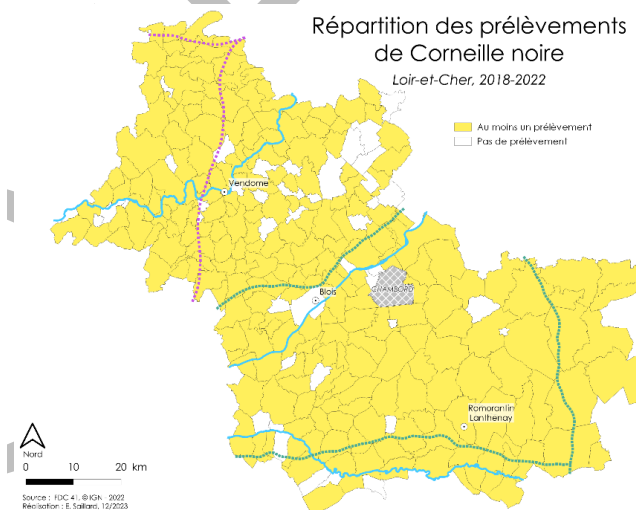 Répartition des prélèvements
de Corneille noire
Loir-et-Cher, 2018-2022
Au moins un prélèvement
Pas de prélèvement
Vendome
Blois
CHAMBORD
Romorantin
Lanthenay
Nord
0 10 20 km
Source : FDC 41, ©IGN 2022
Réalisation : E. Saillard, 12/2023